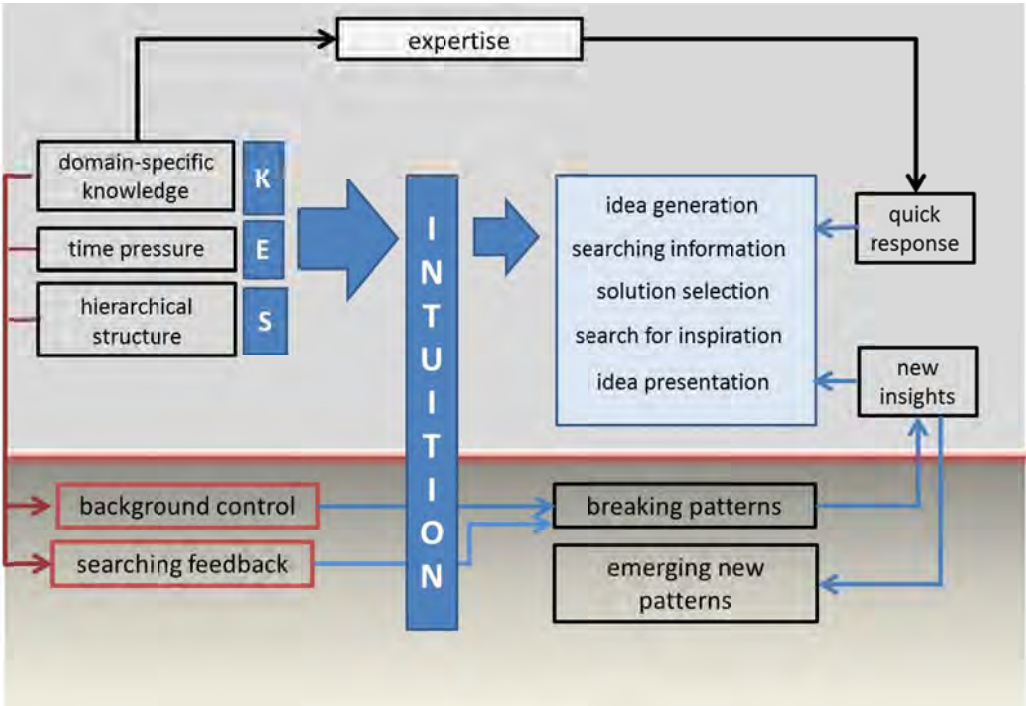 expertise
domain-specific
knowledge
K
time pressure
E
hierarchical
structure
S
INTUITION
idea generation
searching information
solution selection
search for inspiration
idea presentation
quick
response
new
insights
background control
searching feedback
breaking patterns
emerging new
patterns